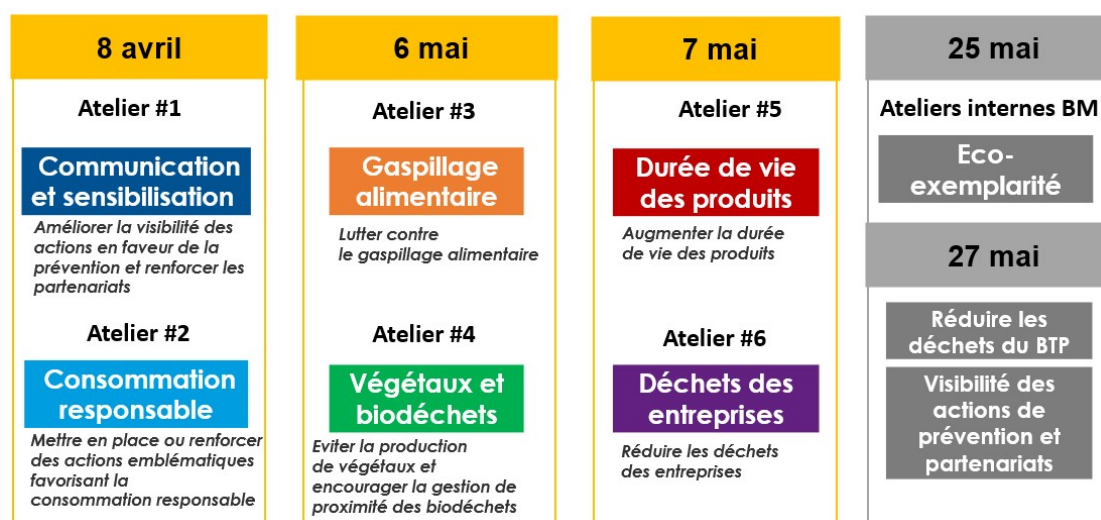 8 avril
Atelier #1
Communication
et sensibilisation
Améliorer la visibilité des
actions en faveur de la
prévention et renforcer les
partenariats
Atelier #2
Consommation
responsable
Mettre en place ou renforcer
des actions emblématiques
favorisant la
consommation responsable
6 mai
Atelier #3
Gaspillage
alimentaire
Lutter contre
le gaspillage alimentaire
Atelier #4
Végétaux et
biodéchets
Eviter la production
de végétaux et
encourager la gestion de
proximité des biodéchets
7 mai
Atelier #5
Durée de vie
des produits
Augmenter la durée
de vie des produits
Atelier #6
Déchets des
entreprises
Réduire les déchets
des entreprises
25 mai
Ateliers internes BM
Eco-
exemplarité
27 mai
Réduire les
déchets du BTP
Visibilité des
actions de
prévention et
partenariats